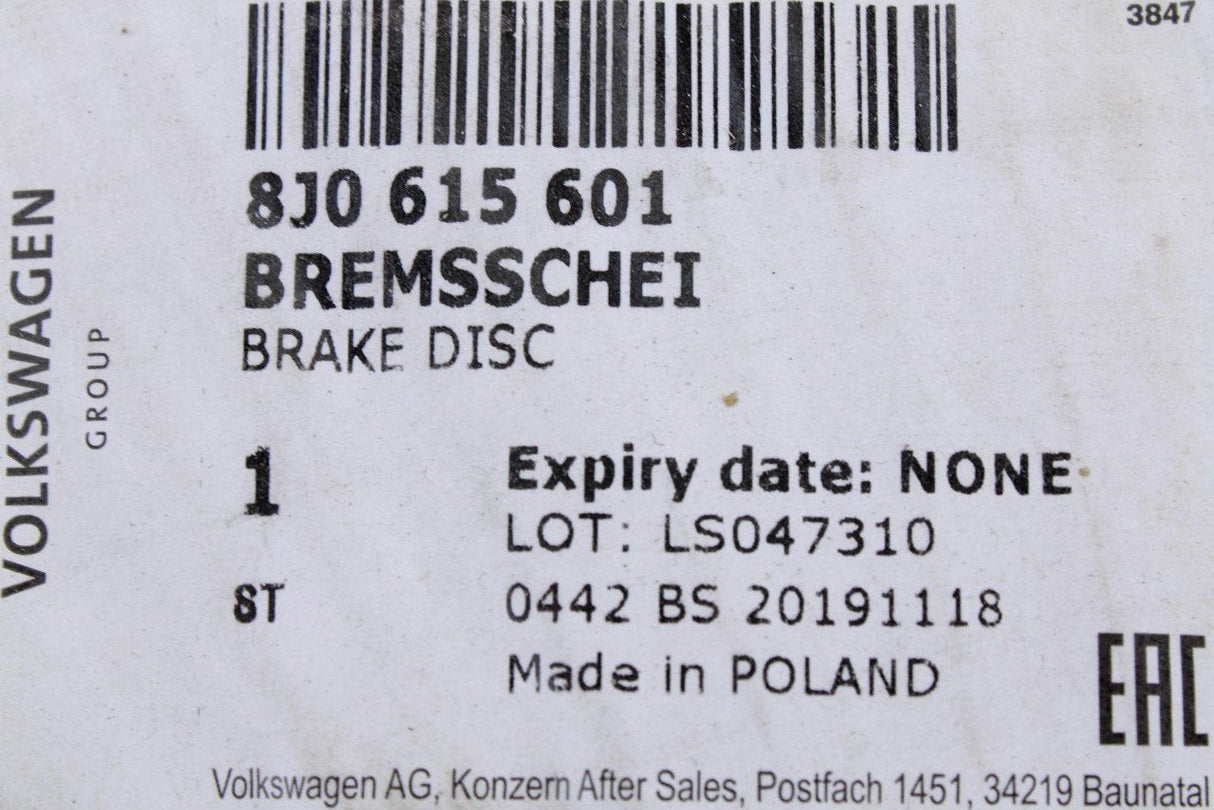 3847
8J0 615 601
BREMSSCHEI
BRAKE DISC
VOLKSWAGEN
GROUP
1
Expiry date: NONE
LOT: LS047310
ST
0442 BS 20191118
Made in POLAND
EAC
Volkswagen AG, Konzern After Sales, Postfach 1451, 34219 Baunatal